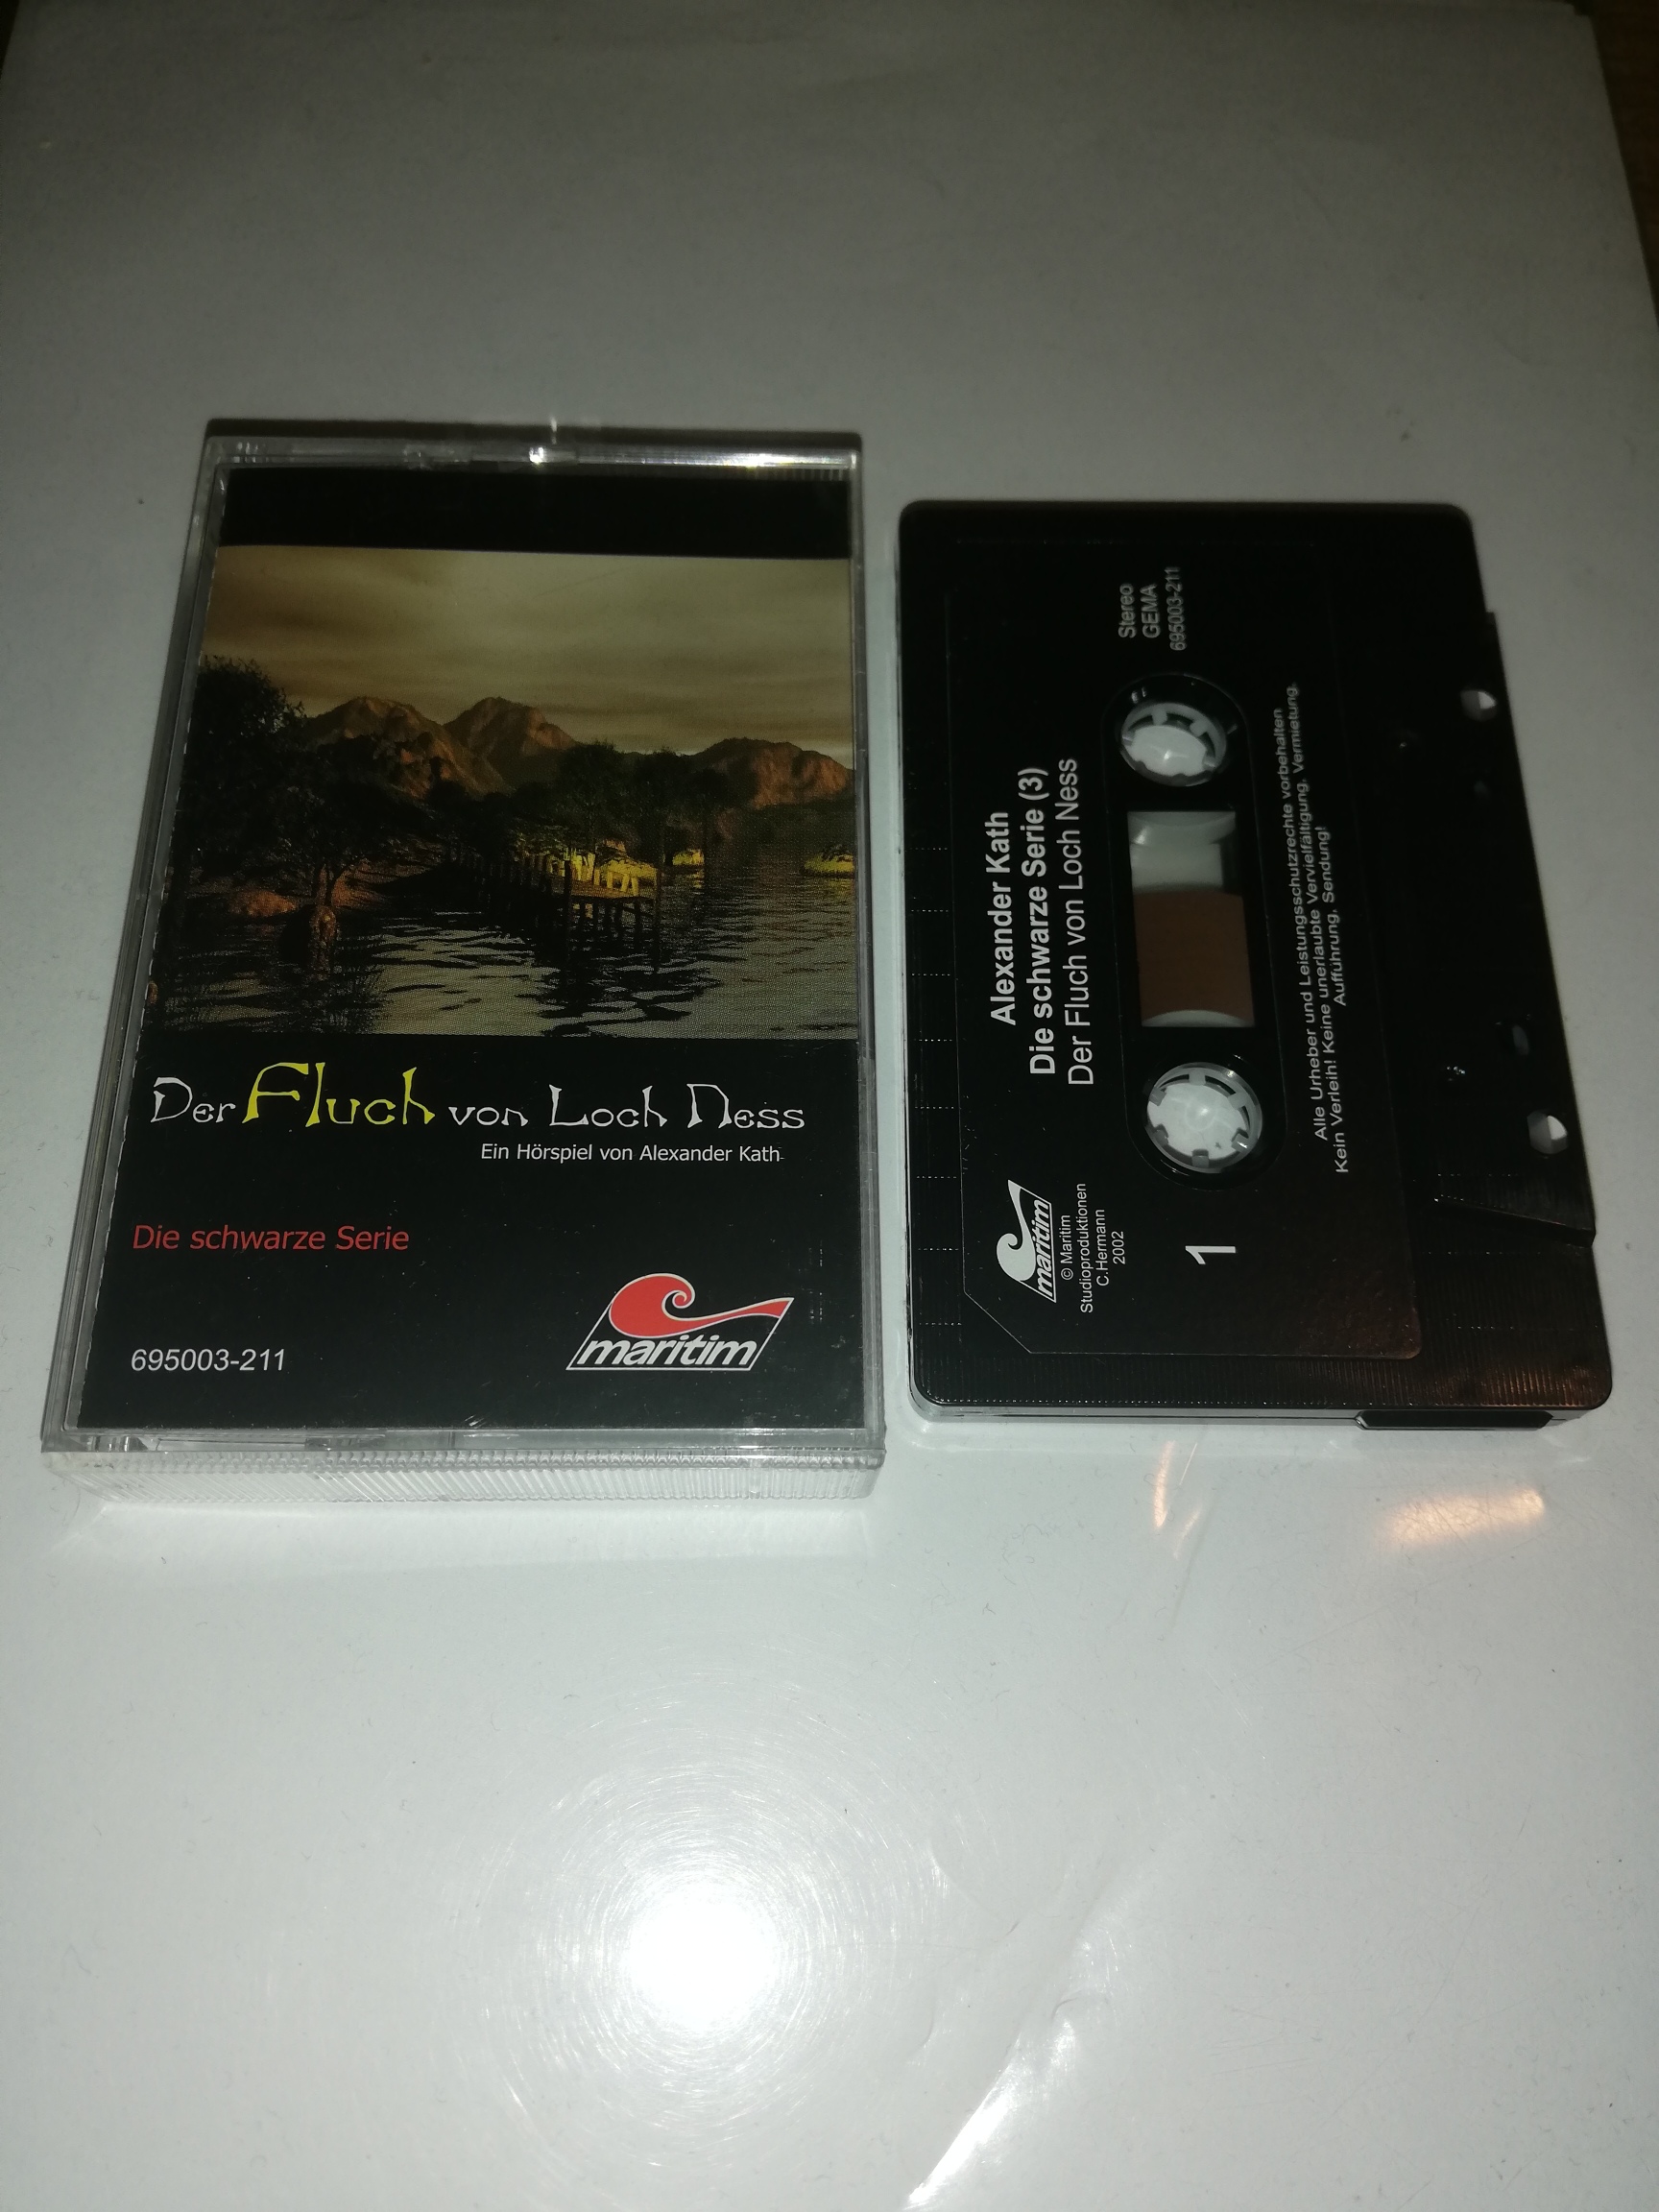 Der Fluch von Loch Ness
Ein Hörspiel von Alexander Kath
Die schwarze Serie
695003-211
maritim
Alexander Kath
Die schwarze Serie (3)
Der Fluch von Loch Ness
Stereo
GEMA
695003-211
maritim
© Maritim
Studioproduktionen
C.Hermann
2002
1
Alle Urheber und Leistungsschutzrechte vorbehalten
Kein Verleih! Keine unerlaubte Vervielfältigung, Vermietung,
Aufführung, Sendung!